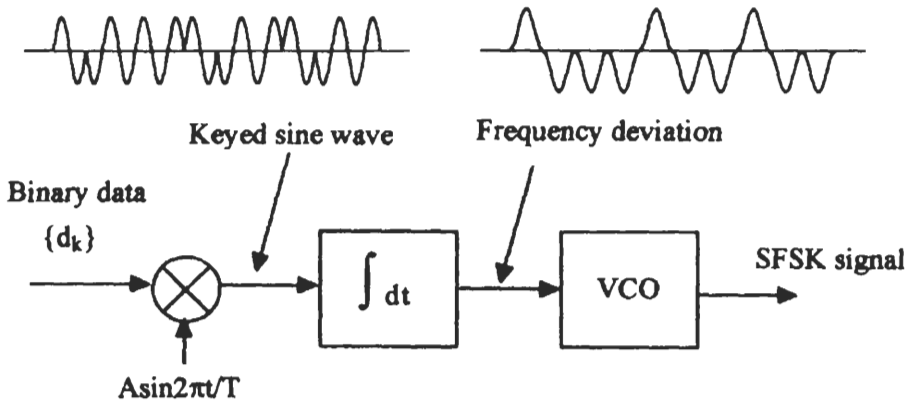 Keyed sine wave
Frequency deviation
Binary data
{dₖ}
∫ dt
VCO
SFSK signal
Asin2πt/T